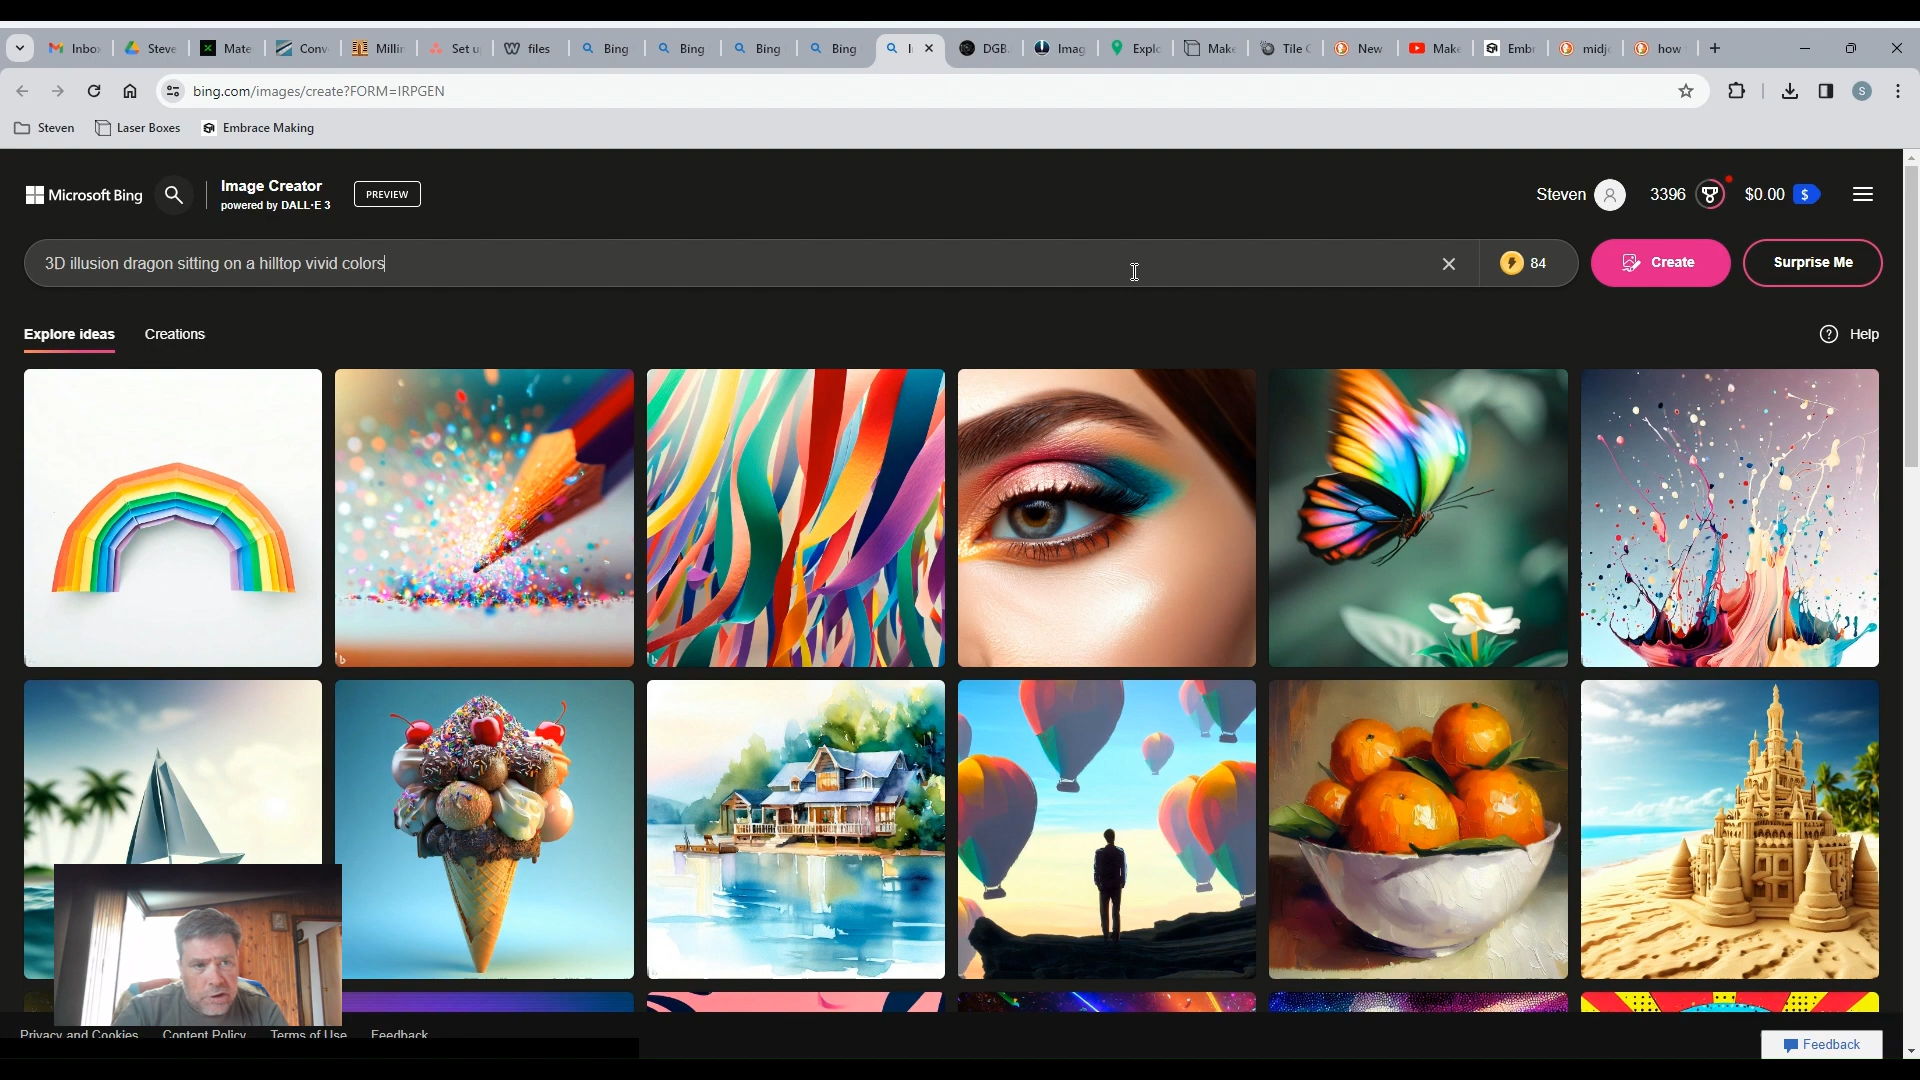 Inbo
Steve
Mate
Conv
Millin
Set u
files
Bing
Bing
Bing
Bing
DGB
Imag
Explo
Make
Tile C
New
Make
Embr
midjo
how
bing.com/images/create?FORM=IRPGEN
S
Steven
Laser Boxes
Embrace Making
Microsoft Bing
Image Creator
powered by DALL·E 3
PREVIEW
Steven
3396
$0.00
$
3D illusion dragon sitting on a hilltop vivid colors
84
Create
Surprise Me
Explore ideas
Creations
Help
Privacy and Cookies
Content Policy
Terms of Use
Feedback
Feedback